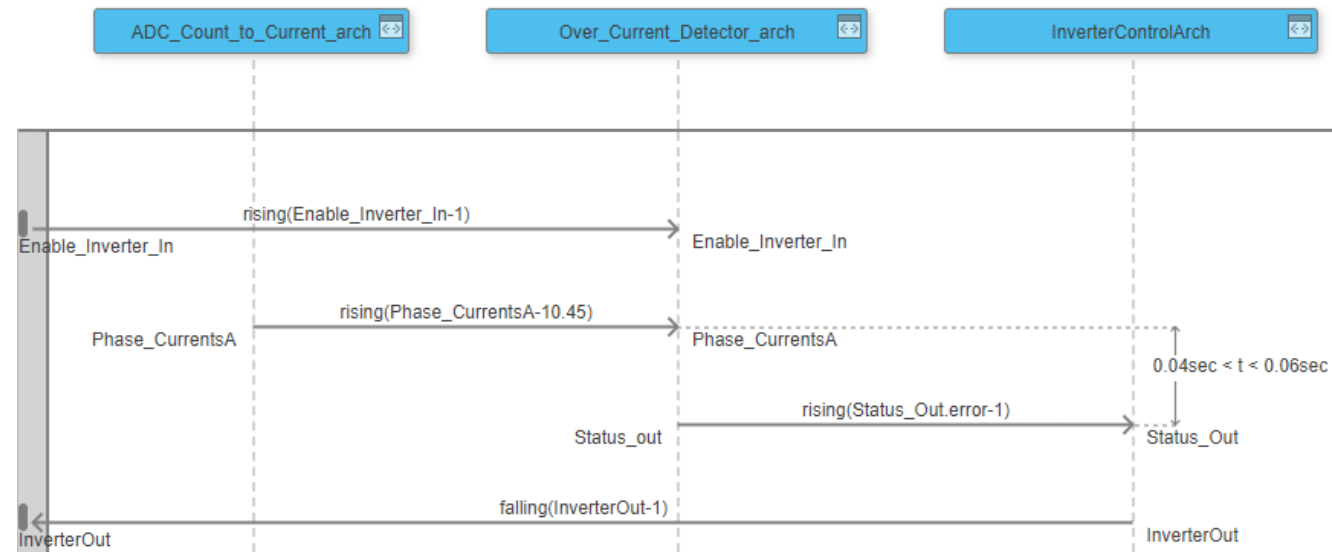 ADC_Count_to_Current_arch
Over_Current_Detector_arch
InverterControlArch
rising(Enable_Inverter_In-1)
Enable_Inverter_In
Enable_Inverter_In
rising(Phase_CurrentsA-10.45)
Phase_CurrentsA
Phase_CurrentsA
0.04sec < t < 0.06sec
rising(Status_Out.error-1)
Status_out
Status_Out
falling(InverterOut-1)
InverterOut
InverterOut